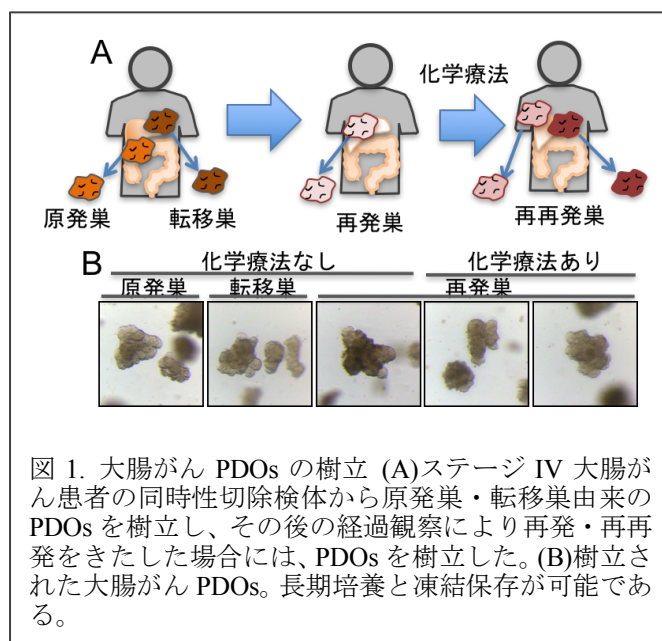 A
化学療法
原発巣 転移巣 再発巣 再再発巣
B
化学療法なし 化学療法あり
原発巣 転移巣 再発巣
図 1. 大腸がん PDOs の樹立 (A)ステージ IV 大腸が
ん患者の同時性切除検体から原発巣・転移巣由来の
PDOs を樹立し、その後の経過観察により再発・再再
発をきたした場合には、PDOs を樹立した。(B)樹立さ
れた大腸がん PDOs。長期培養と凍結保存が可能であ
る。